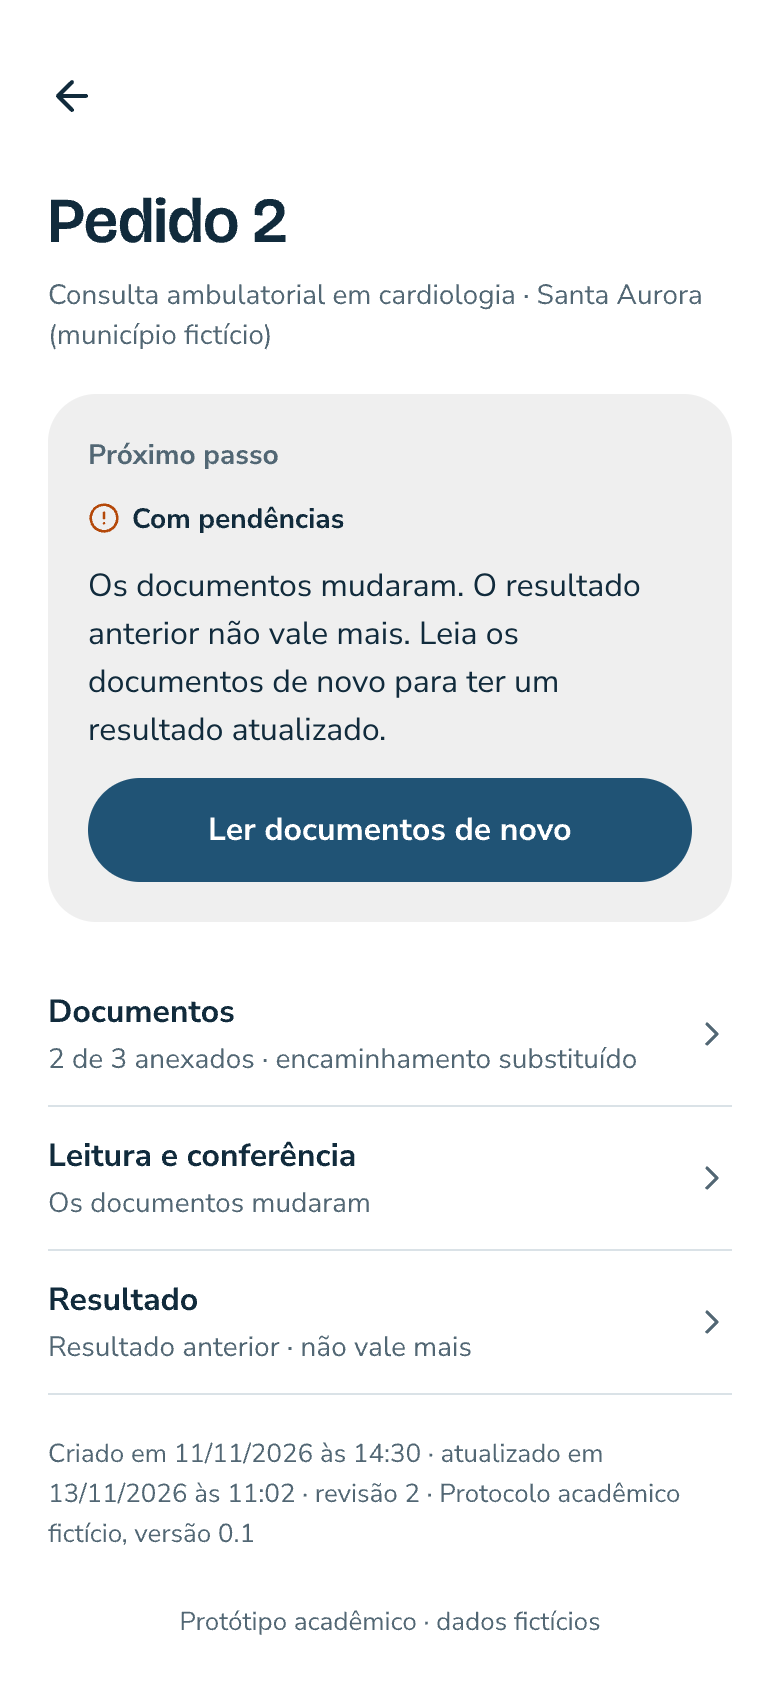 Pedido 2
Consulta ambulatorial em cardiologia · Santa Aurora
(município fictício)
Próximo passo
Com pendências
Os documentos mudaram. O resultado
anterior não vale mais. Leia os
documentos de novo para ter um
resultado atualizado.
Ler documentos de novo
Documentos
2 de 3 anexados · encaminhamento substituído
Leitura e conferência
Os documentos mudaram
Resultado
Resultado anterior · não vale mais
Criado em 11/11/2026 às 14:30 · atualizado em
13/11/2026 às 11:02 · revisão 2 · Protocolo acadêmico
fictício, versão 0.1
Protótipo acadêmico · dados fictícios